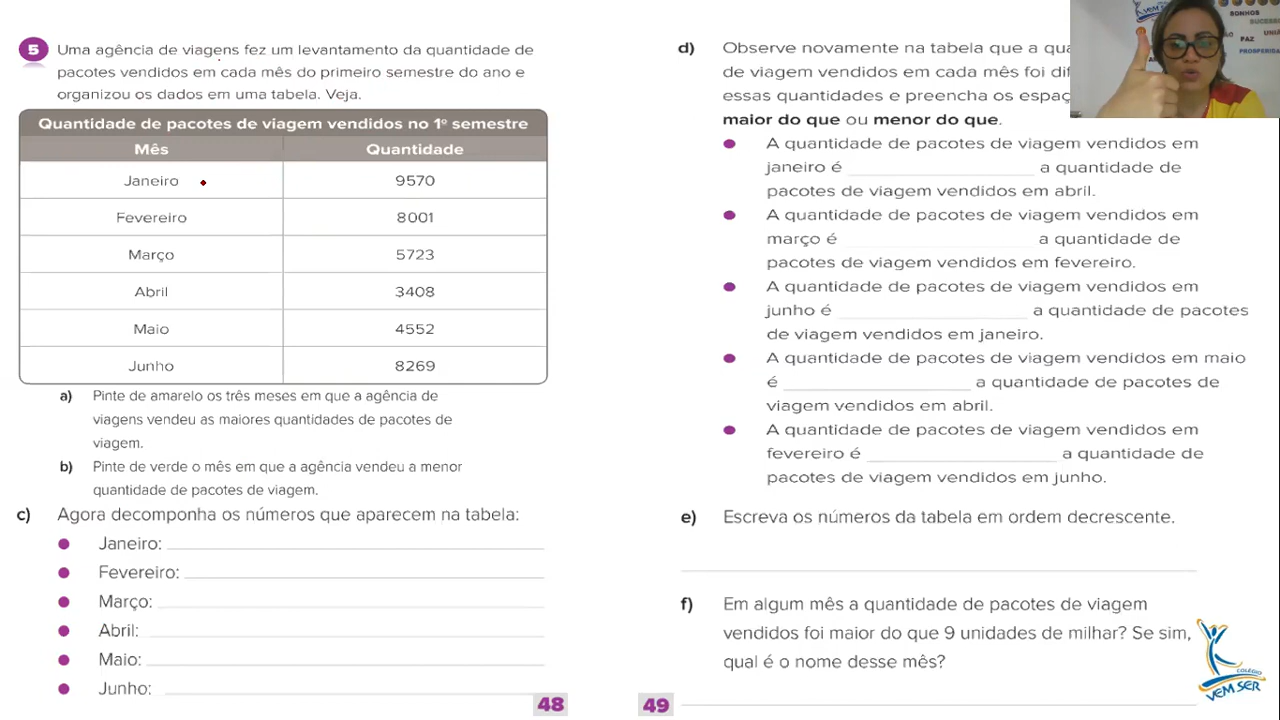 5 Uma agência de viagens fez um levantamento da quantidade de
pacotes vendidos em cada mês do primeiro semestre do ano e
organizou os dados em uma tabela. Veja.
Quantidade de pacotes de viagem vendidos no 1º semestre
Mês Quantidade
Janeiro 9570
Fevereiro 8001
Março 5723
Abril 3408
Maio 4552
Junho 8269
a) Pinte de amarelo os três meses em que a agência de
viagens vendeu as maiores quantidades de pacotes de
viagem.
b) Pinte de verde o mês em que a agência vendeu a menor
quantidade de pacotes de viagem.
c) Agora decomponha os números que aparecem na tabela:
Janeiro:
Fevereiro:
Março:
Abril:
Maio:
Junho:
48
d) Observe novamente na tabela que a qua
de viagem vendidos em cada mês foi dif
essas quantidades e preencha os espaç
maior do que ou menor do que.
A quantidade de pacotes de viagem vendidos em
janeiro é a quantidade de
pacotes de viagem vendidos em abril.
A quantidade de pacotes de viagem vendidos em
março é a quantidade de
pacotes de viagem vendidos em fevereiro.
A quantidade de pacotes de viagem vendidos em
junho é a quantidade de pacotes
de viagem vendidos em janeiro.
A quantidade de pacotes de viagem vendidos em maio
é a quantidade de pacotes de
viagem vendidos em abril.
A quantidade de pacotes de viagem vendidos em
fevereiro é a quantidade de
pacotes de viagem vendidos em junho.
e) Escreva os números da tabela em ordem decrescente.
f) Em algum mês a quantidade de pacotes de viagem
vendidos foi maior do que 9 unidades de milhar? Se sim,
qual é o nome desse mês?
49
COLÉGIO
VEM SER
VEM SER
SONHOS
SUCESSO
PAZ
PROSPERIDA